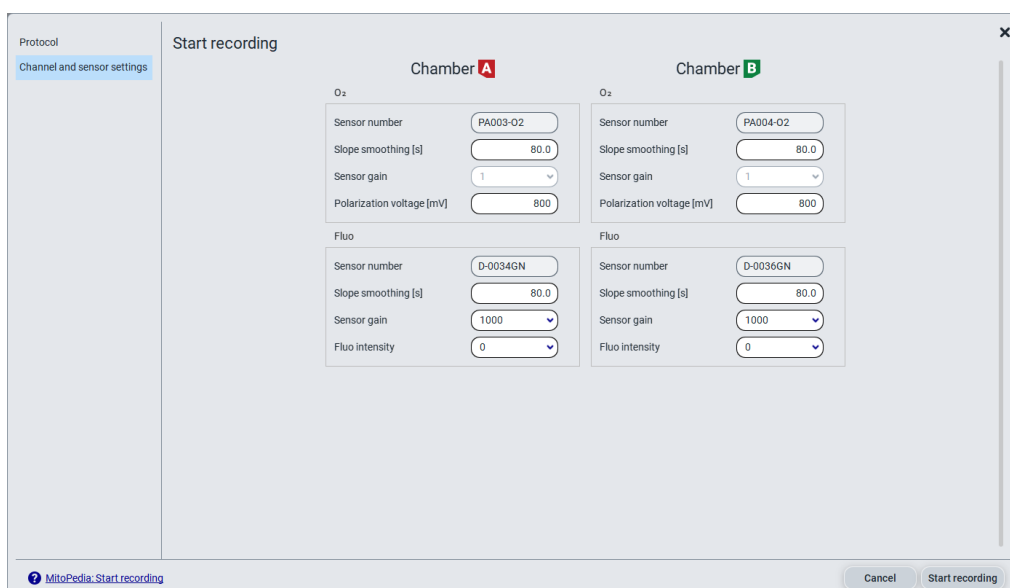 Protocol
Channel and sensor settings
Start recording
Chamber A
O₂
Sensor number PA003-O2
Slope smoothing [s] 80.0
Sensor gain 1
Polarization voltage [mV] 800
Fluo
Sensor number D-0034GN
Slope smoothing [s] 80.0
Sensor gain 1000
Fluo intensity 0
Chamber B
O₂
Sensor number PA004-O2
Slope smoothing [s] 80.0
Sensor gain 1
Polarization voltage [mV] 800
Fluo
Sensor number D-0036GN
Slope smoothing [s] 80.0
Sensor gain 1000
Fluo intensity 0
? MitoPedia: Start recording
Cancel
Start recording